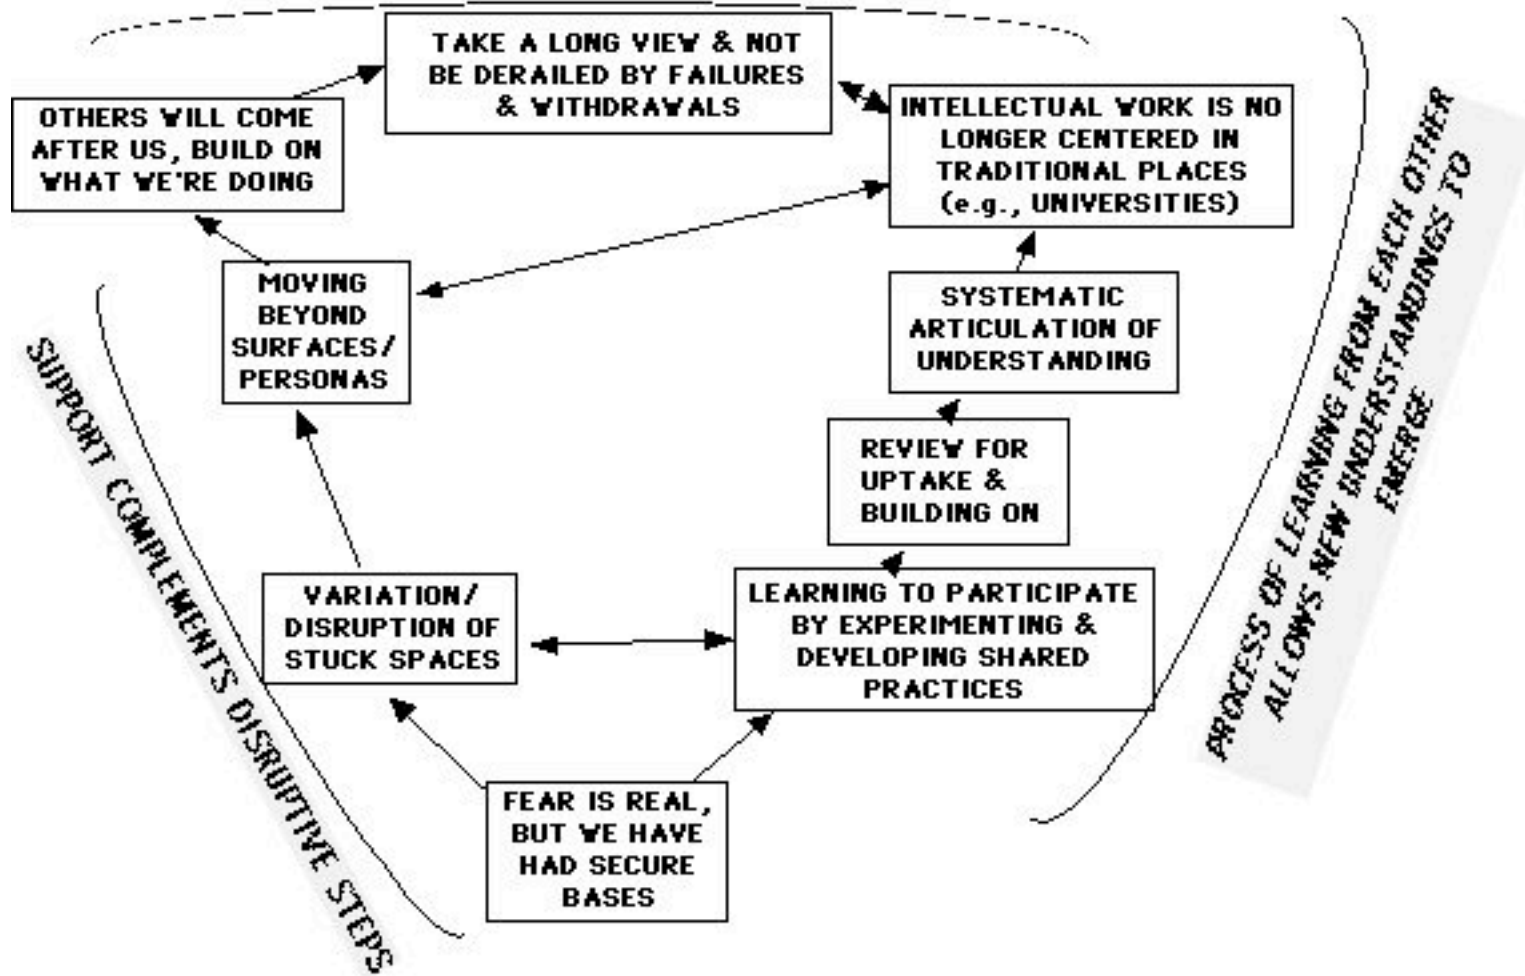 TAKE A LONG VIEW & NOT
BE DERAILED BY FAILURES
& WITHDRAWALS
OTHERS WILL COME
AFTER US, BUILD ON
WHAT WE'RE DOING
INTELLECTUAL WORK IS NO
LONGER CENTERED IN
TRADITIONAL PLACES
(e.g., UNIVERSITIES)
MOVING
BEYOND
SURFACES/
PERSONAS
SYSTEMATIC
ARTICULATION OF
UNDERSTANDING
REVIEW FOR
UPTAKE &
BUILDING ON
VARIATION/
DISRUPTION OF
STUCK SPACES
LEARNING TO PARTICIPATE
BY EXPERIMENTING &
DEVELOPING SHARED
PRACTICES
FEAR IS REAL,
BUT WE HAVE
HAD SECURE
BASES
SUPPORT COMPLEMENTS DISRUPTIVE STEPS
PROCESS OF LEARNING FROM EACH OTHER
ALLOWS NEW UNDERSTANDINGS TO
EMERGE